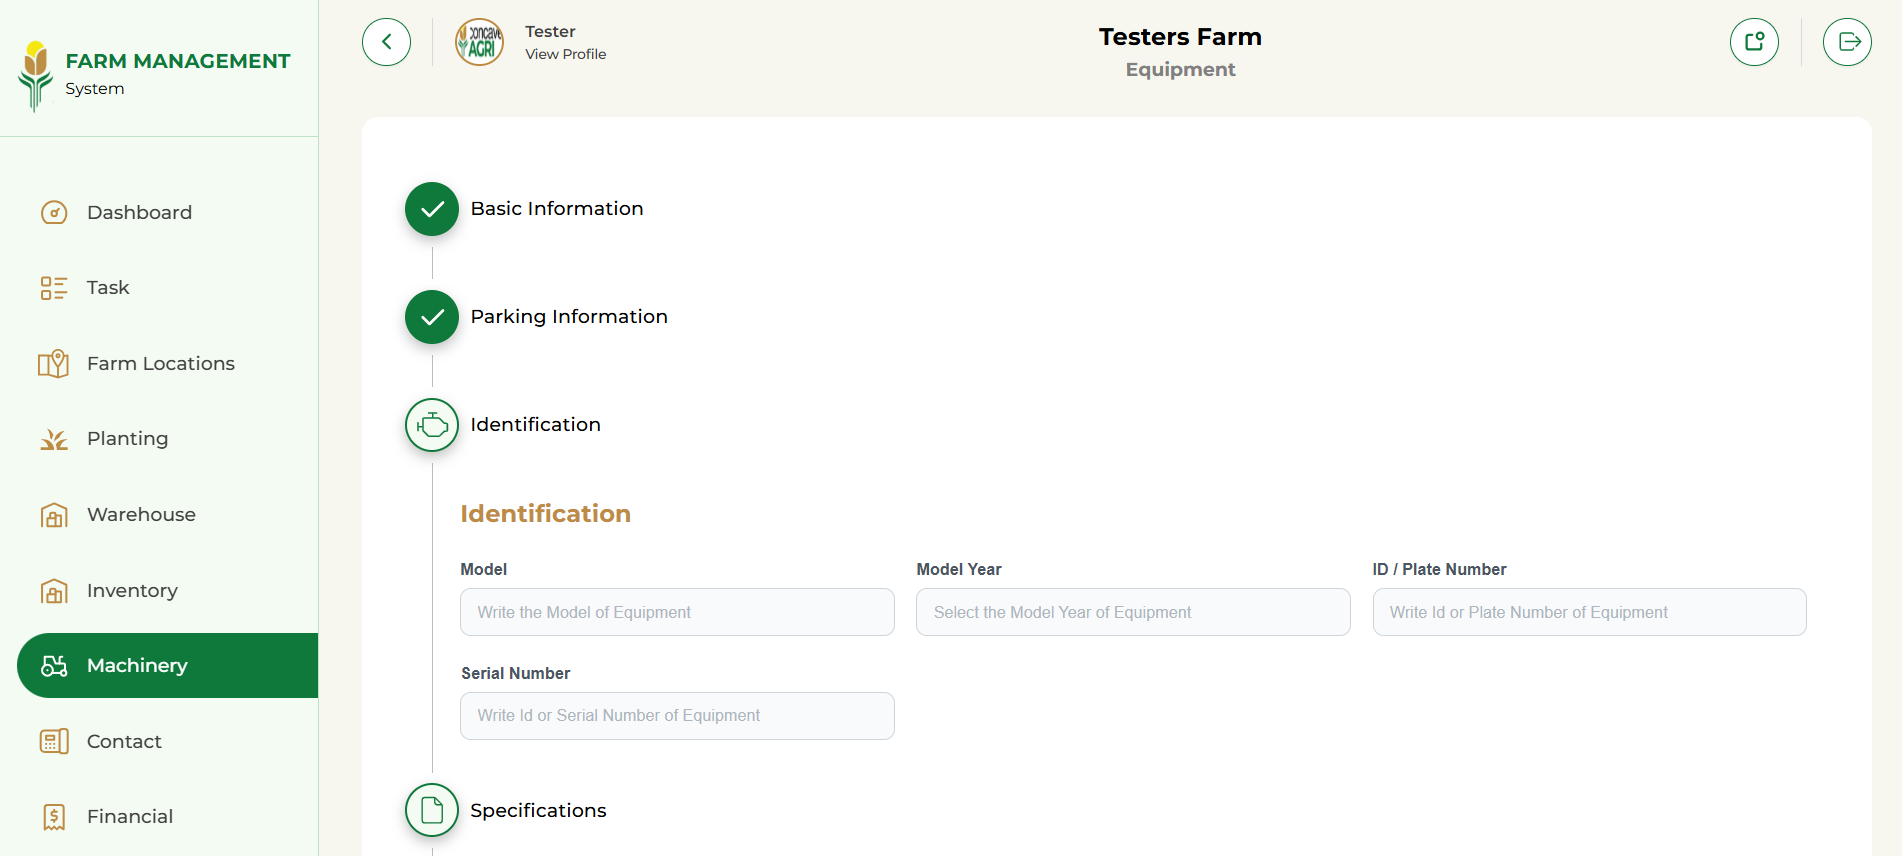 FARM MANAGEMENT
System
Dashboard
Task
Farm Locations
Planting
Warehouse
Inventory
Machinery
Contact
Financial
CONCAVE
AGRI
Tester
View Profile
Testers Farm
Equipment
Basic Information
Parking Information
Identification
Identification
Model
Model Year
ID / Plate Number
Write the Model of Equipment
Select the Model Year of Equipment
Write Id or Plate Number of Equipment
Serial Number
Write Id or Serial Number of Equipment
Specifications